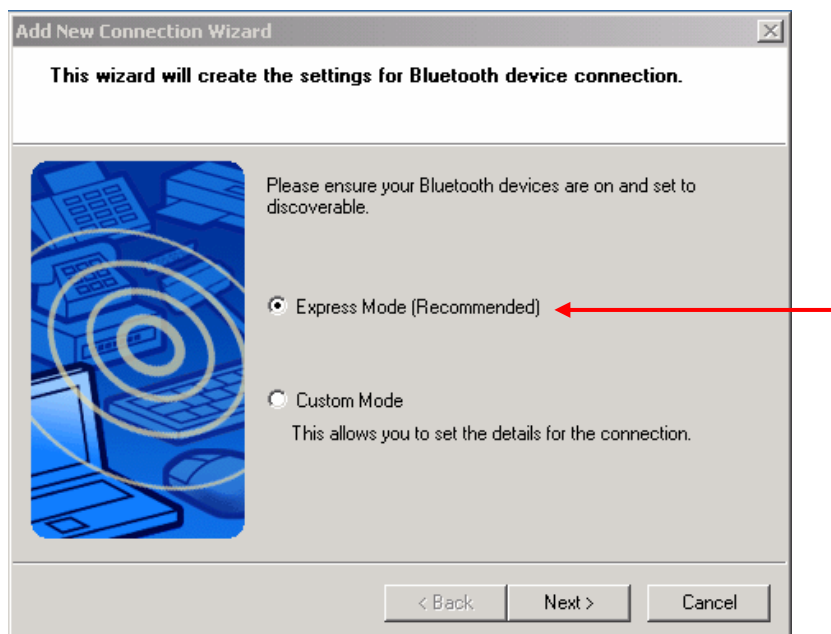 Add New Connection Wizard
This wizard will create the settings for Bluetooth device connection.
Please ensure your Bluetooth devices are on and set to
discoverable.
Express Mode (Recommended)
Custom Mode
This allows you to set the details for the connection.
< Back
Next >
Cancel